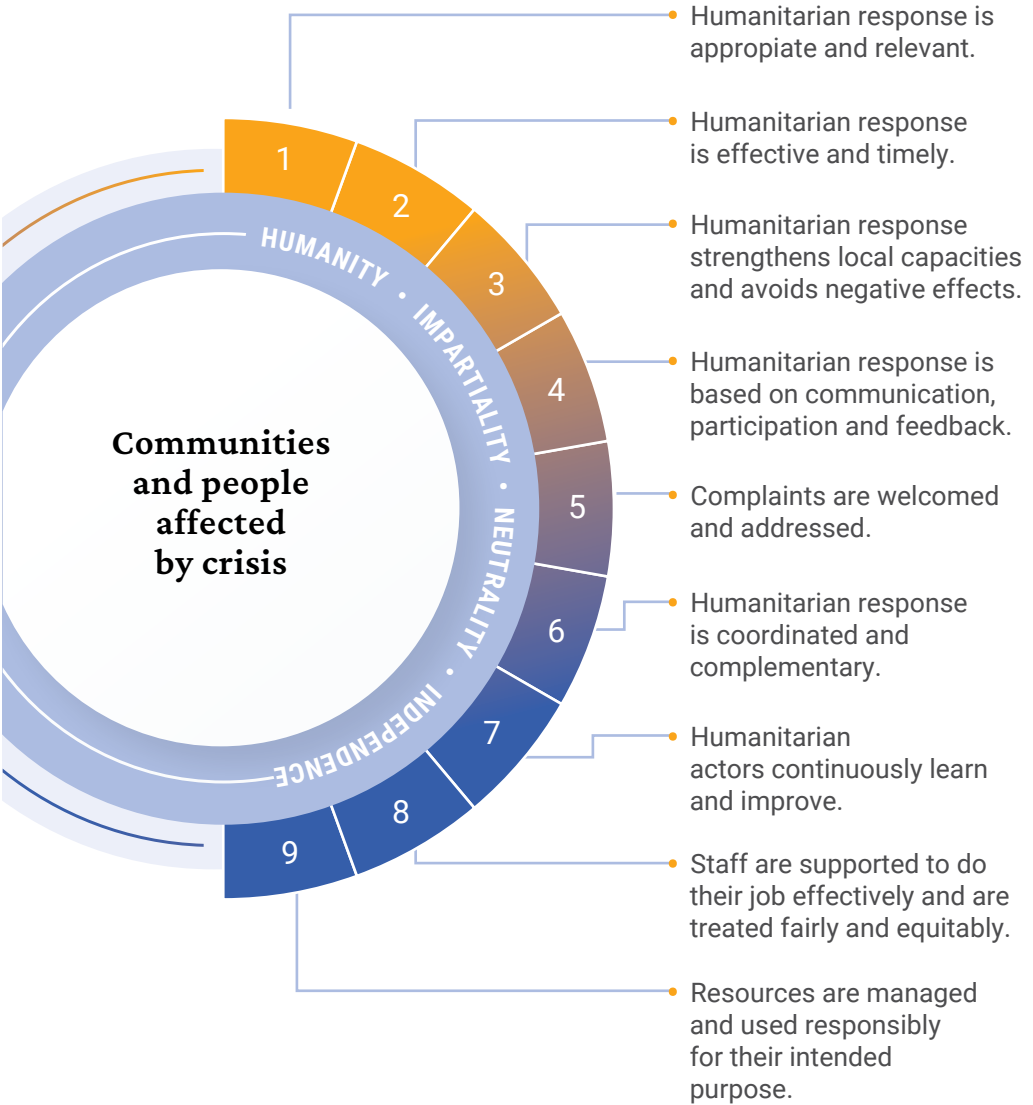 Humanitarian response is
appropiate and relevant.
Humanitarian response
is effective and timely.
Humanitarian response
strengthens local capacities
and avoids negative effects.
Humanitarian response is
based on communication,
participation and feedback.
Complaints are welcomed
and addressed.
Humanitarian response
is coordinated and
complementary.
Humanitarian
actors continuously learn
and improve.
Staff are supported to do
their job effectively and are
treated fairly and equitably.
Resources are managed
and used responsibly
for their intended
purpose.
1
2
3
4
5
6
7
8
9
HUMANITY • IMPARTIALITY • NEUTRALITY • INDEPENDENCE
Communities
and people
affected
by crisis